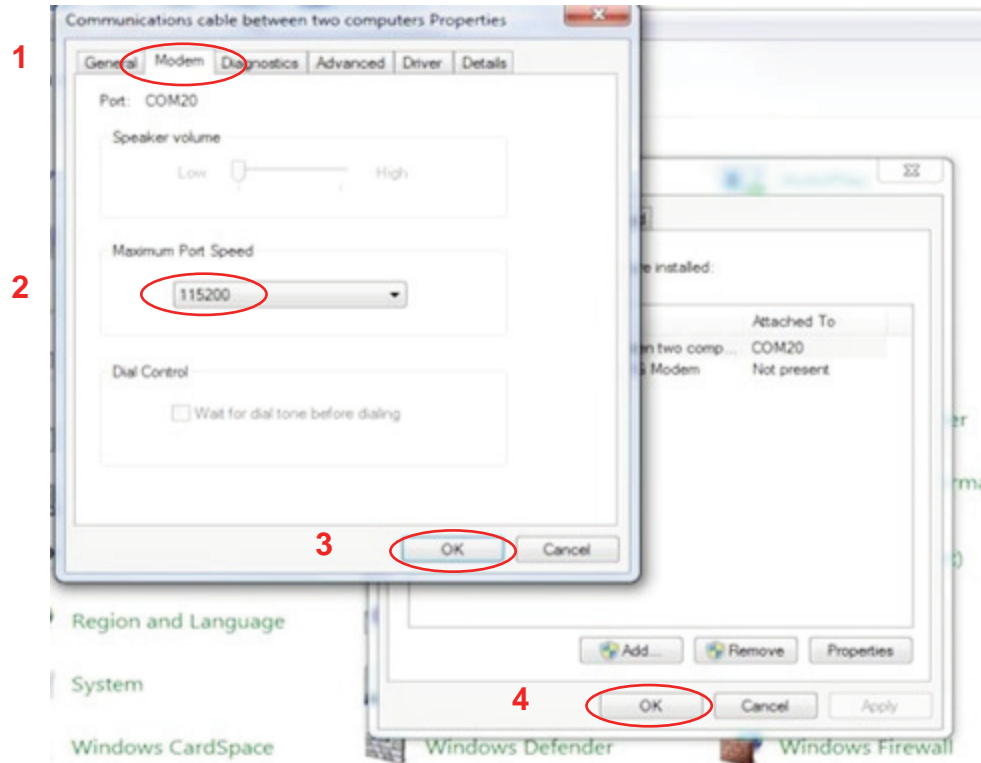 Communications cable between two computers Properties
1
General Modem Diagnostics Advanced Driver Details
Port: COM20
Speaker volume
Low High
2
Maximum Port Speed
115200
Dial Control
Wait for dial tone before dialing
3
OK Cancel
e installed:
Attached To
en two comp... COM20
G Modem Not present
Add... Remove Properties
4
OK Cancel Apply
er
rma
Region and Language
System
Windows CardSpace Windows Defender Windows Firewall